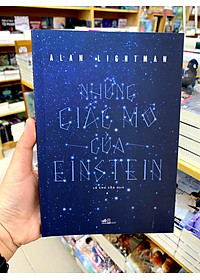 ALAN LIGHTMAN
NHỮNG
GIẤC MƠ
CỦA
EINSTEIN